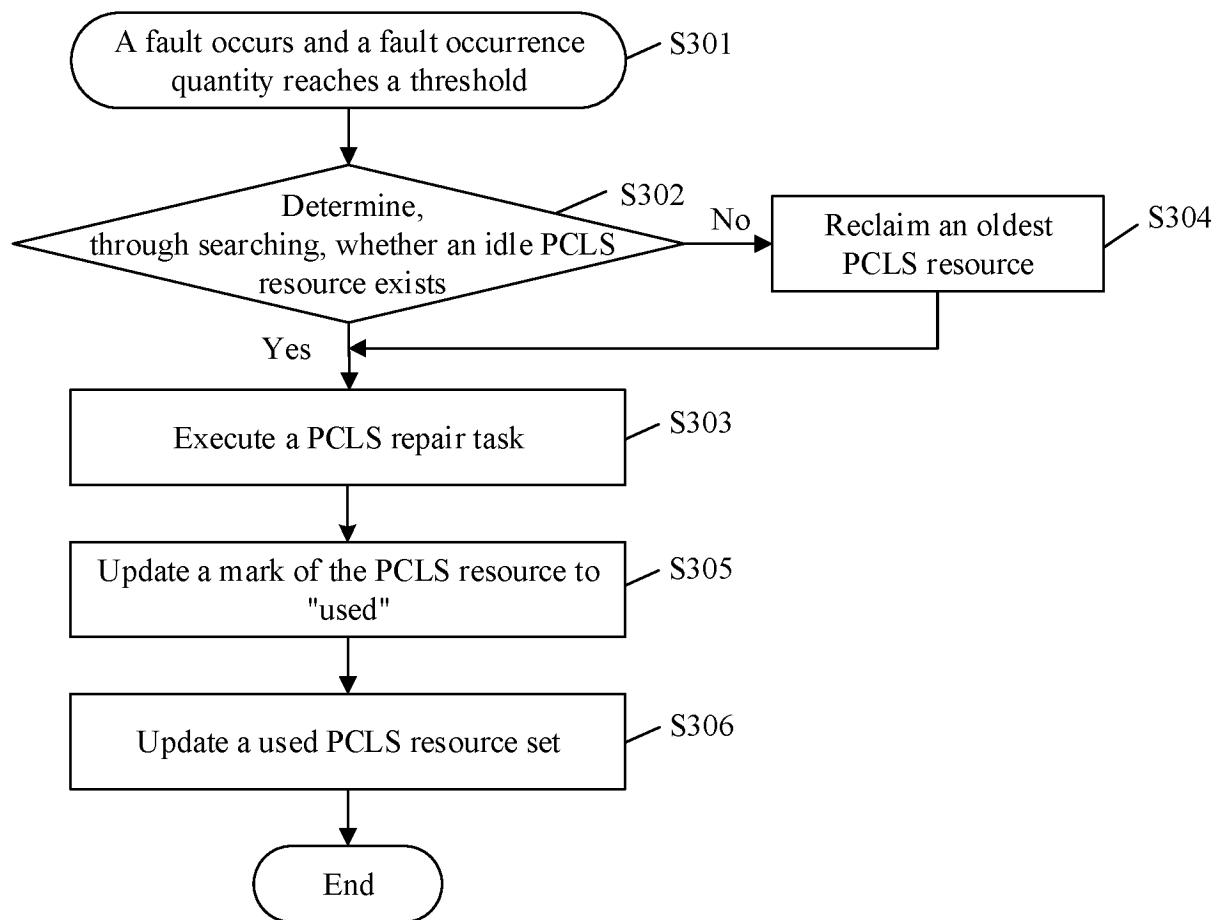 A fault occurs and a fault occurrence
quantity reaches a threshold
S301
Determine,
through searching, whether an idle PCLS
resource exists
S302
No
Reclaim an oldest
PCLS resource
S304
Yes
Execute a PCLS repair task
S303
Update a mark of the PCLS resource to
"used"
S305
Update a used PCLS resource set
S306
End